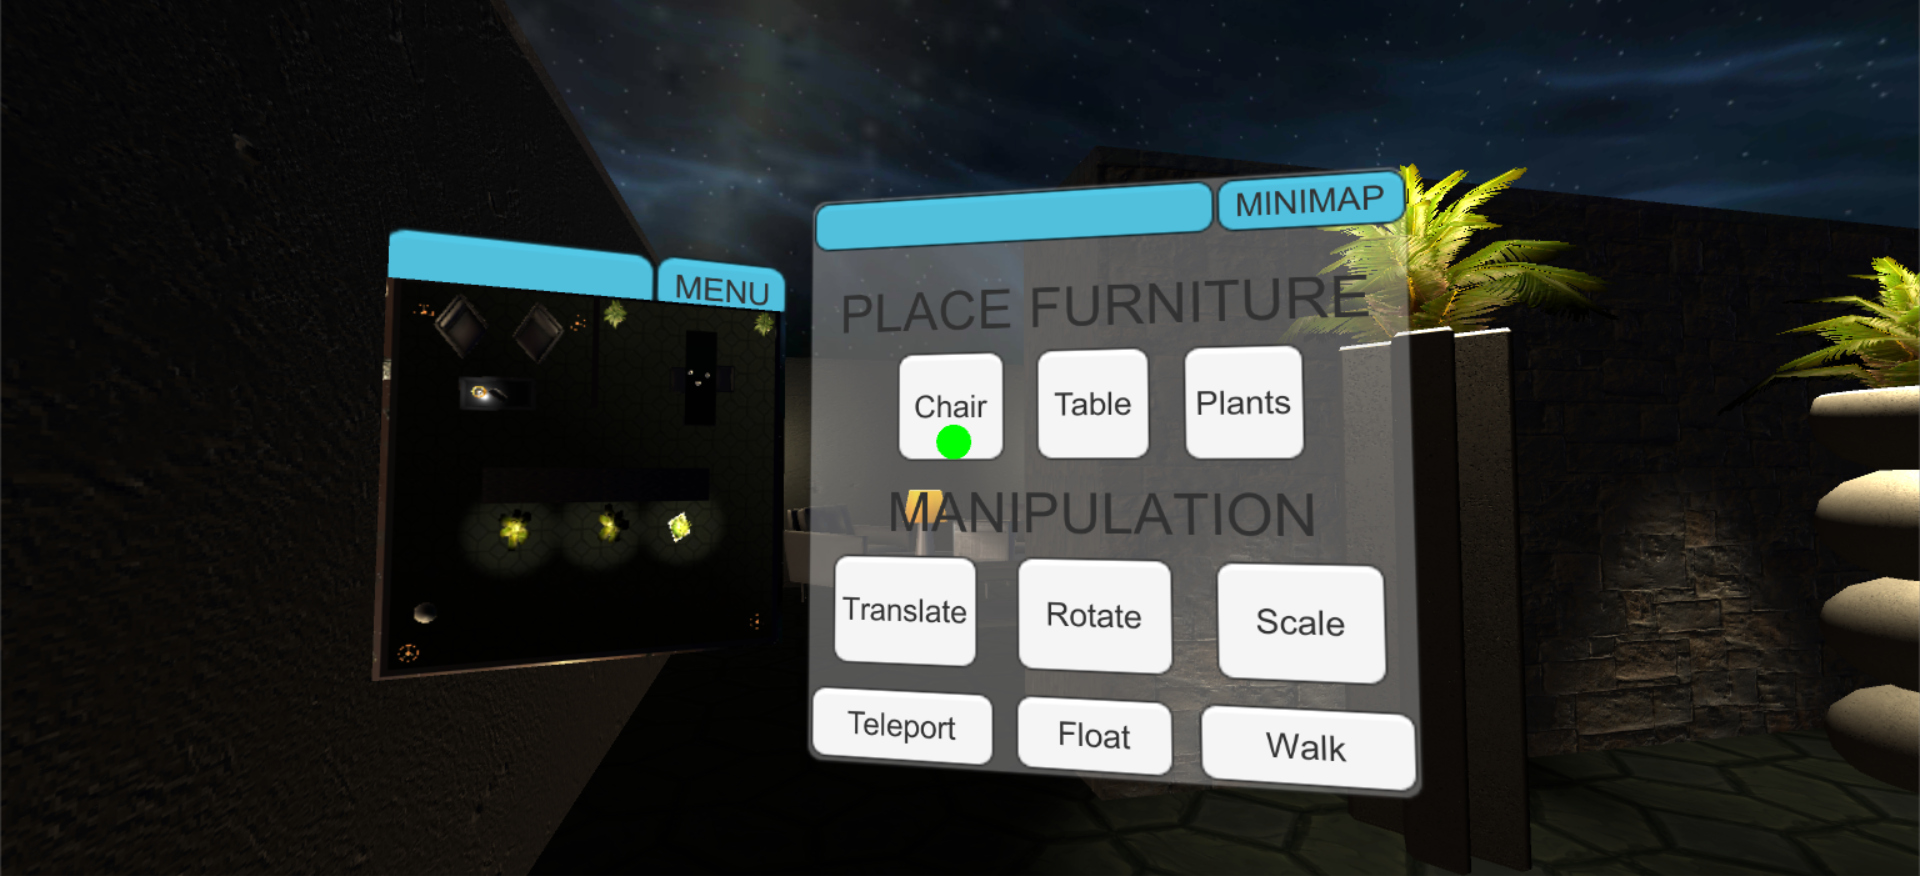 MENU
MINIMAP
PLACE FURNITURE
Chair
Table
Plants
MANIPULATION
Translate
Rotate
Scale
Teleport
Float
Walk